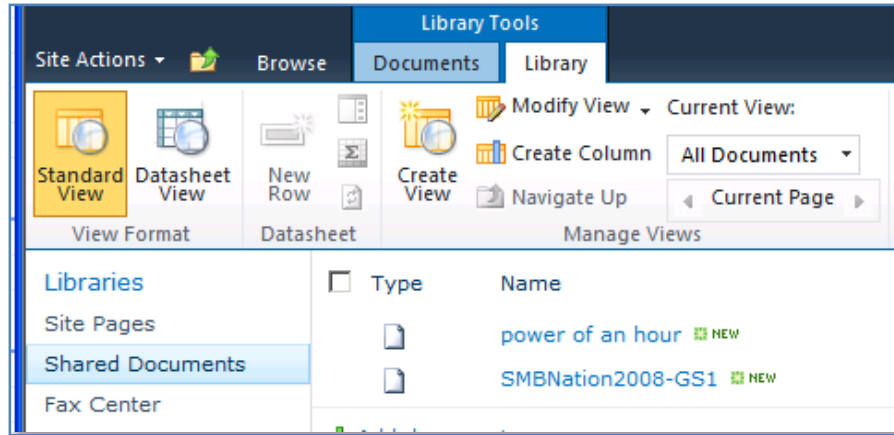 Library Tools
Site Actions Browse Documents Library
Standard View
Datasheet View
New Row
Create View
Modify View
Create Column
Navigate Up
Current View:
All Documents
Current Page
View Format
Datasheet
Manage Views
Libraries
Site Pages
Shared Documents
Fax Center
Type Name
power of an hour NEW
SMBNation2008-GS1 NEW